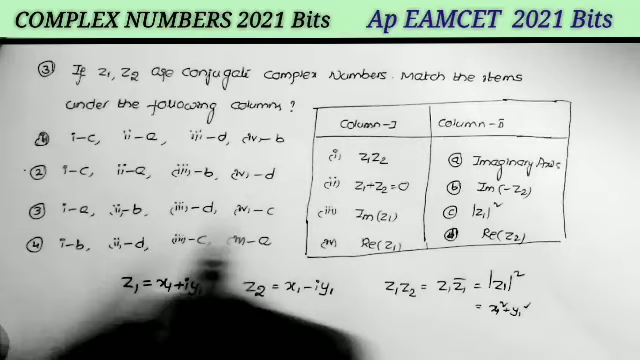 COMPLEX NUMBERS 2021 Bits Ap EAMCET 2021 Bits
③ If z₁, z₂ are conjugate complex Numbers. Match the items
under the following columns?
Column-I Column-II
(i) z₁z₂ ⓐ Imaginary Axis
(ii) z₁+z₂=0 ⓑ Im(-z₂)
(iii) Im(z₁) ⓒ |z₁|²
(iv) Re(z₁) ⓓ Re(z₂)
① i-c, ii-a, iii-d, iv-b
② i-c, ii-a, (iii)-b, (iv)-d
③ i-a, ii-b, (iii)-d, (iv)-c
④ i-b, ii-d, (iii)-c, iv-a
z₁=x₁+iy₁ z₂=x₁-iy₁ z₁z₂ = z₁z̄₁ = |z₁|²
= x₁²+y₁²